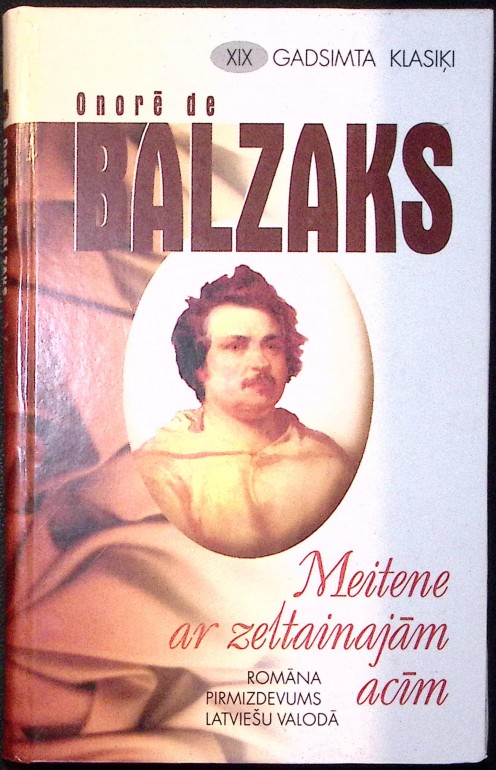 XIX GADSIMTA KLASIĶI
Onorē de
BALZAKS
Meitene
ar zeltainajām
acīm
ROMĀNA
PIRMIZDEVUMS
LATVIEŠU VALODĀ